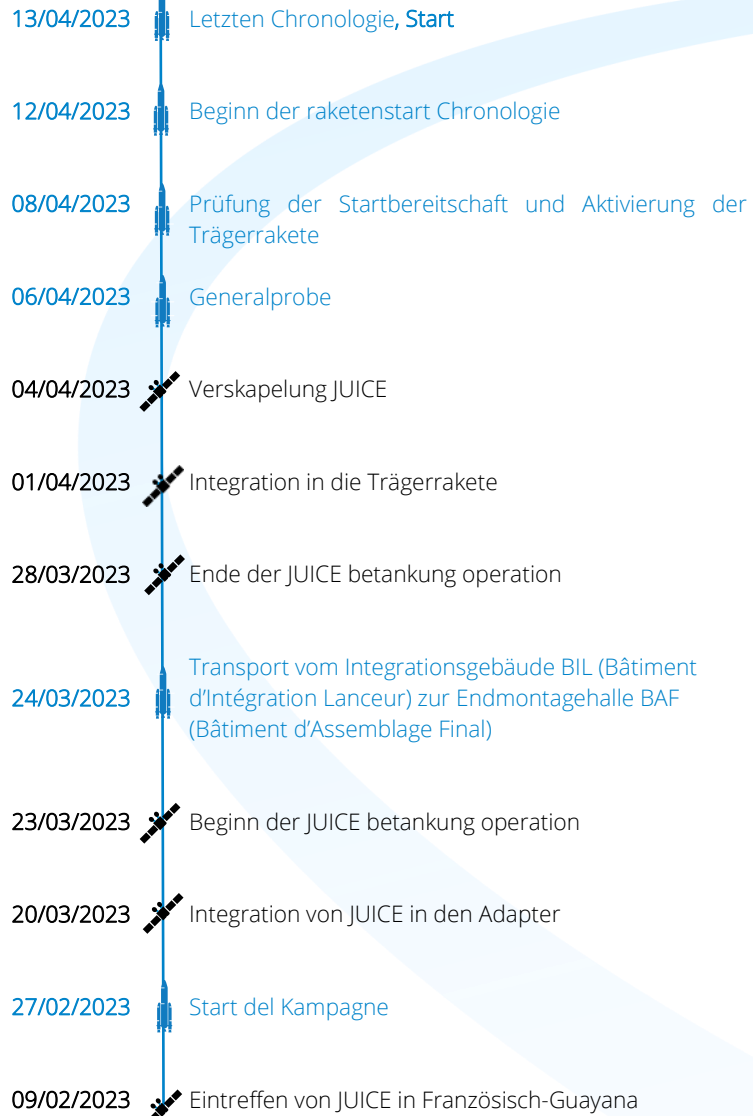 13/04/2023 Letzten Chronologie, Start
12/04/2023 Beginn der raketenstart Chronologie
08/04/2023 Prüfung der Startbereitschaft und Aktivierung der
Trägerrakete
06/04/2023 Generalprobe
04/04/2023 Verskapelung JUICE
01/04/2023 Integration in die Trägerrakete
28/03/2023 Ende der JUICE betankung operation
24/03/2023 Transport vom Integrationsgebäude BIL (Bâtiment
d’Intégration Lanceur) zur Endmontagehalle BAF
(Bâtiment d’Assemblage Final)
23/03/2023 Beginn der JUICE betankung operation
20/03/2023 Integration von JUICE in den Adapter
27/02/2023 Start del Kampagne
09/02/2023 Eintreffen von JUICE in Französisch-Guayana